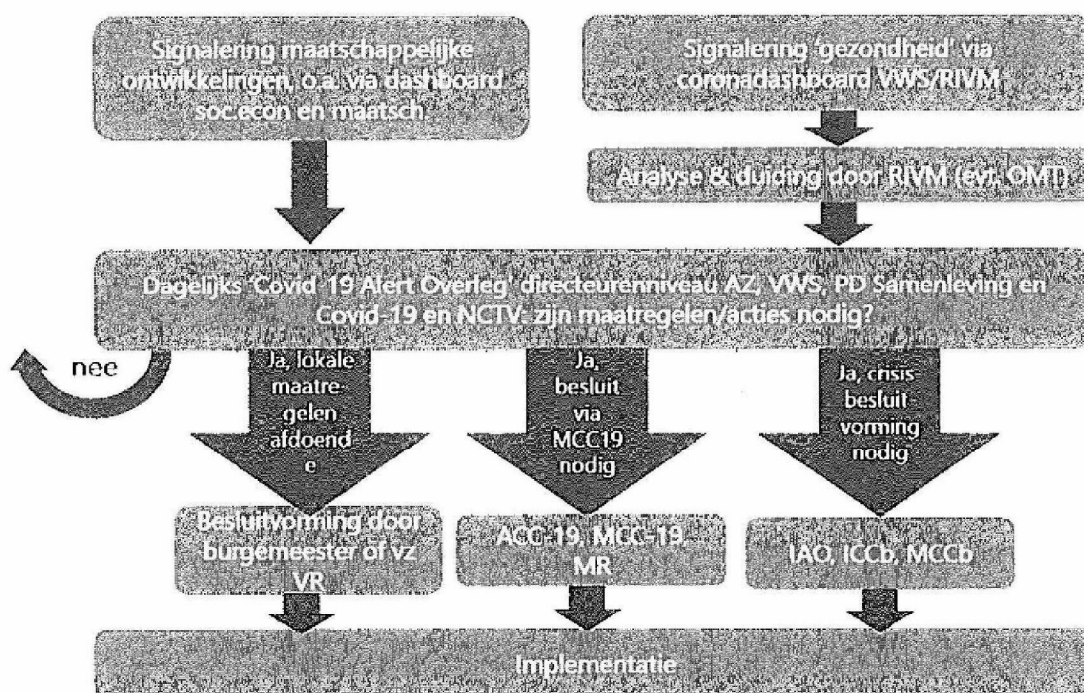 Signalering maatschappelijke
ontwikkelingen, o.a. via dashboard
soc.econ en maatsch.
Signalering 'gezondheid' via
coronadashboard VWS/RIVM
Analyse & duiding door RIVM (evt. OMT)
Dagelijks 'Covid 19 Alert Overleg' directeurenniveau AZ, VWS, PD Samenleving en
Covid-19 en NCTV: zijn maatregelen/acties nodig?
nee
Ja, lokale
maatre-
gelen
afdoend
e
Ja,
besluit
via
MCC19
nodig
Ja, crisis-
besluit-
vorming
nodig
Besluitvorming door
burgemeester of vz
VR
ACC-19, MCC-19,
MR
IAO, ICCb, MCCb
Implementatie